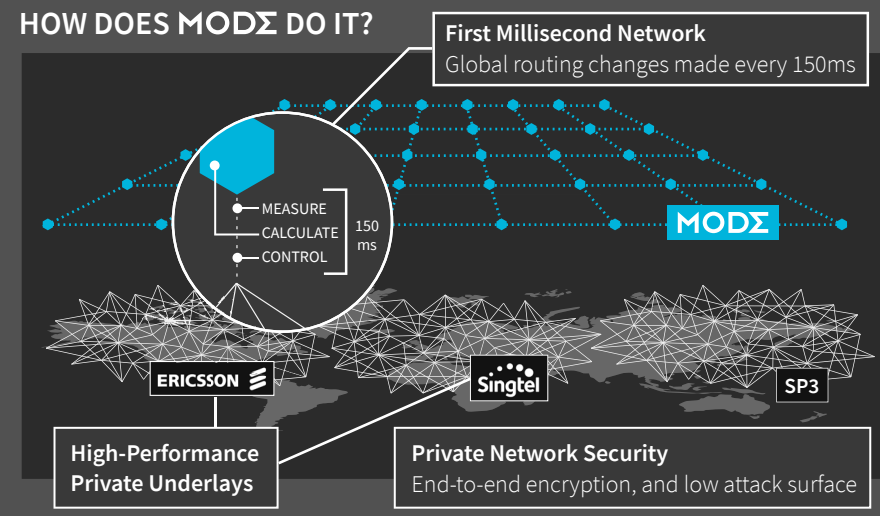 HOW DOES MODΣ DO IT?
First Millisecond Network
Global routing changes made every 150ms
MEASURE
CALCULATE
CONTROL
150
ms
MODΣ
ERICSSON
Singtel
SP3
High-Performance
Private Underlays
Private Network Security
End-to-end encryption, and low attack surface